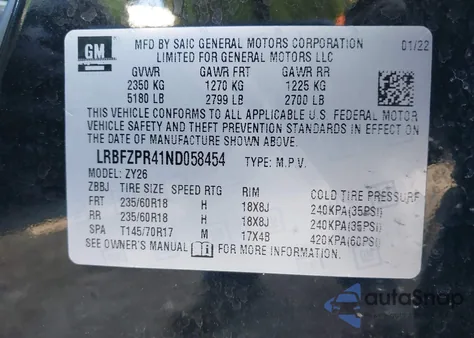 GM
MFD BY SAIC GENERAL MOTORS CORPORATION
LIMITED FOR GENERAL MOTORS LLC
01/22
GVWR GAWR FRT GAWR RR
2350 KG 1270 KG 1225 KG
5180 LB 2799 LB 2700 LB
THIS VEHICLE CONFORMS TO ALL APPLICABLE U.S FEDERAL MOTOR
VEHICLE SAFETY AND THEFT PREVENTION STANDARDS IN EFFECT ON
THE DATE OF MANUFACTURE SHOWN ABOVE.
LRBFZPR41ND058454 TYPE: M.P.V.
MODEL: ZY26
ZBBJ TIRE SIZE SPEED RTG RIM COLD TIRE PRESSURE
FRT 235/60R18 H 18X8J 240KPA(35PSI)
RR 235/60R18 H 18X8J 240KPA(35PSI)
SPA T145/70R17 M 17X4B 420KPA(60PSI)
SEE OWNER'S MANUAL FOR MORE INFORMATION.
autoSnap